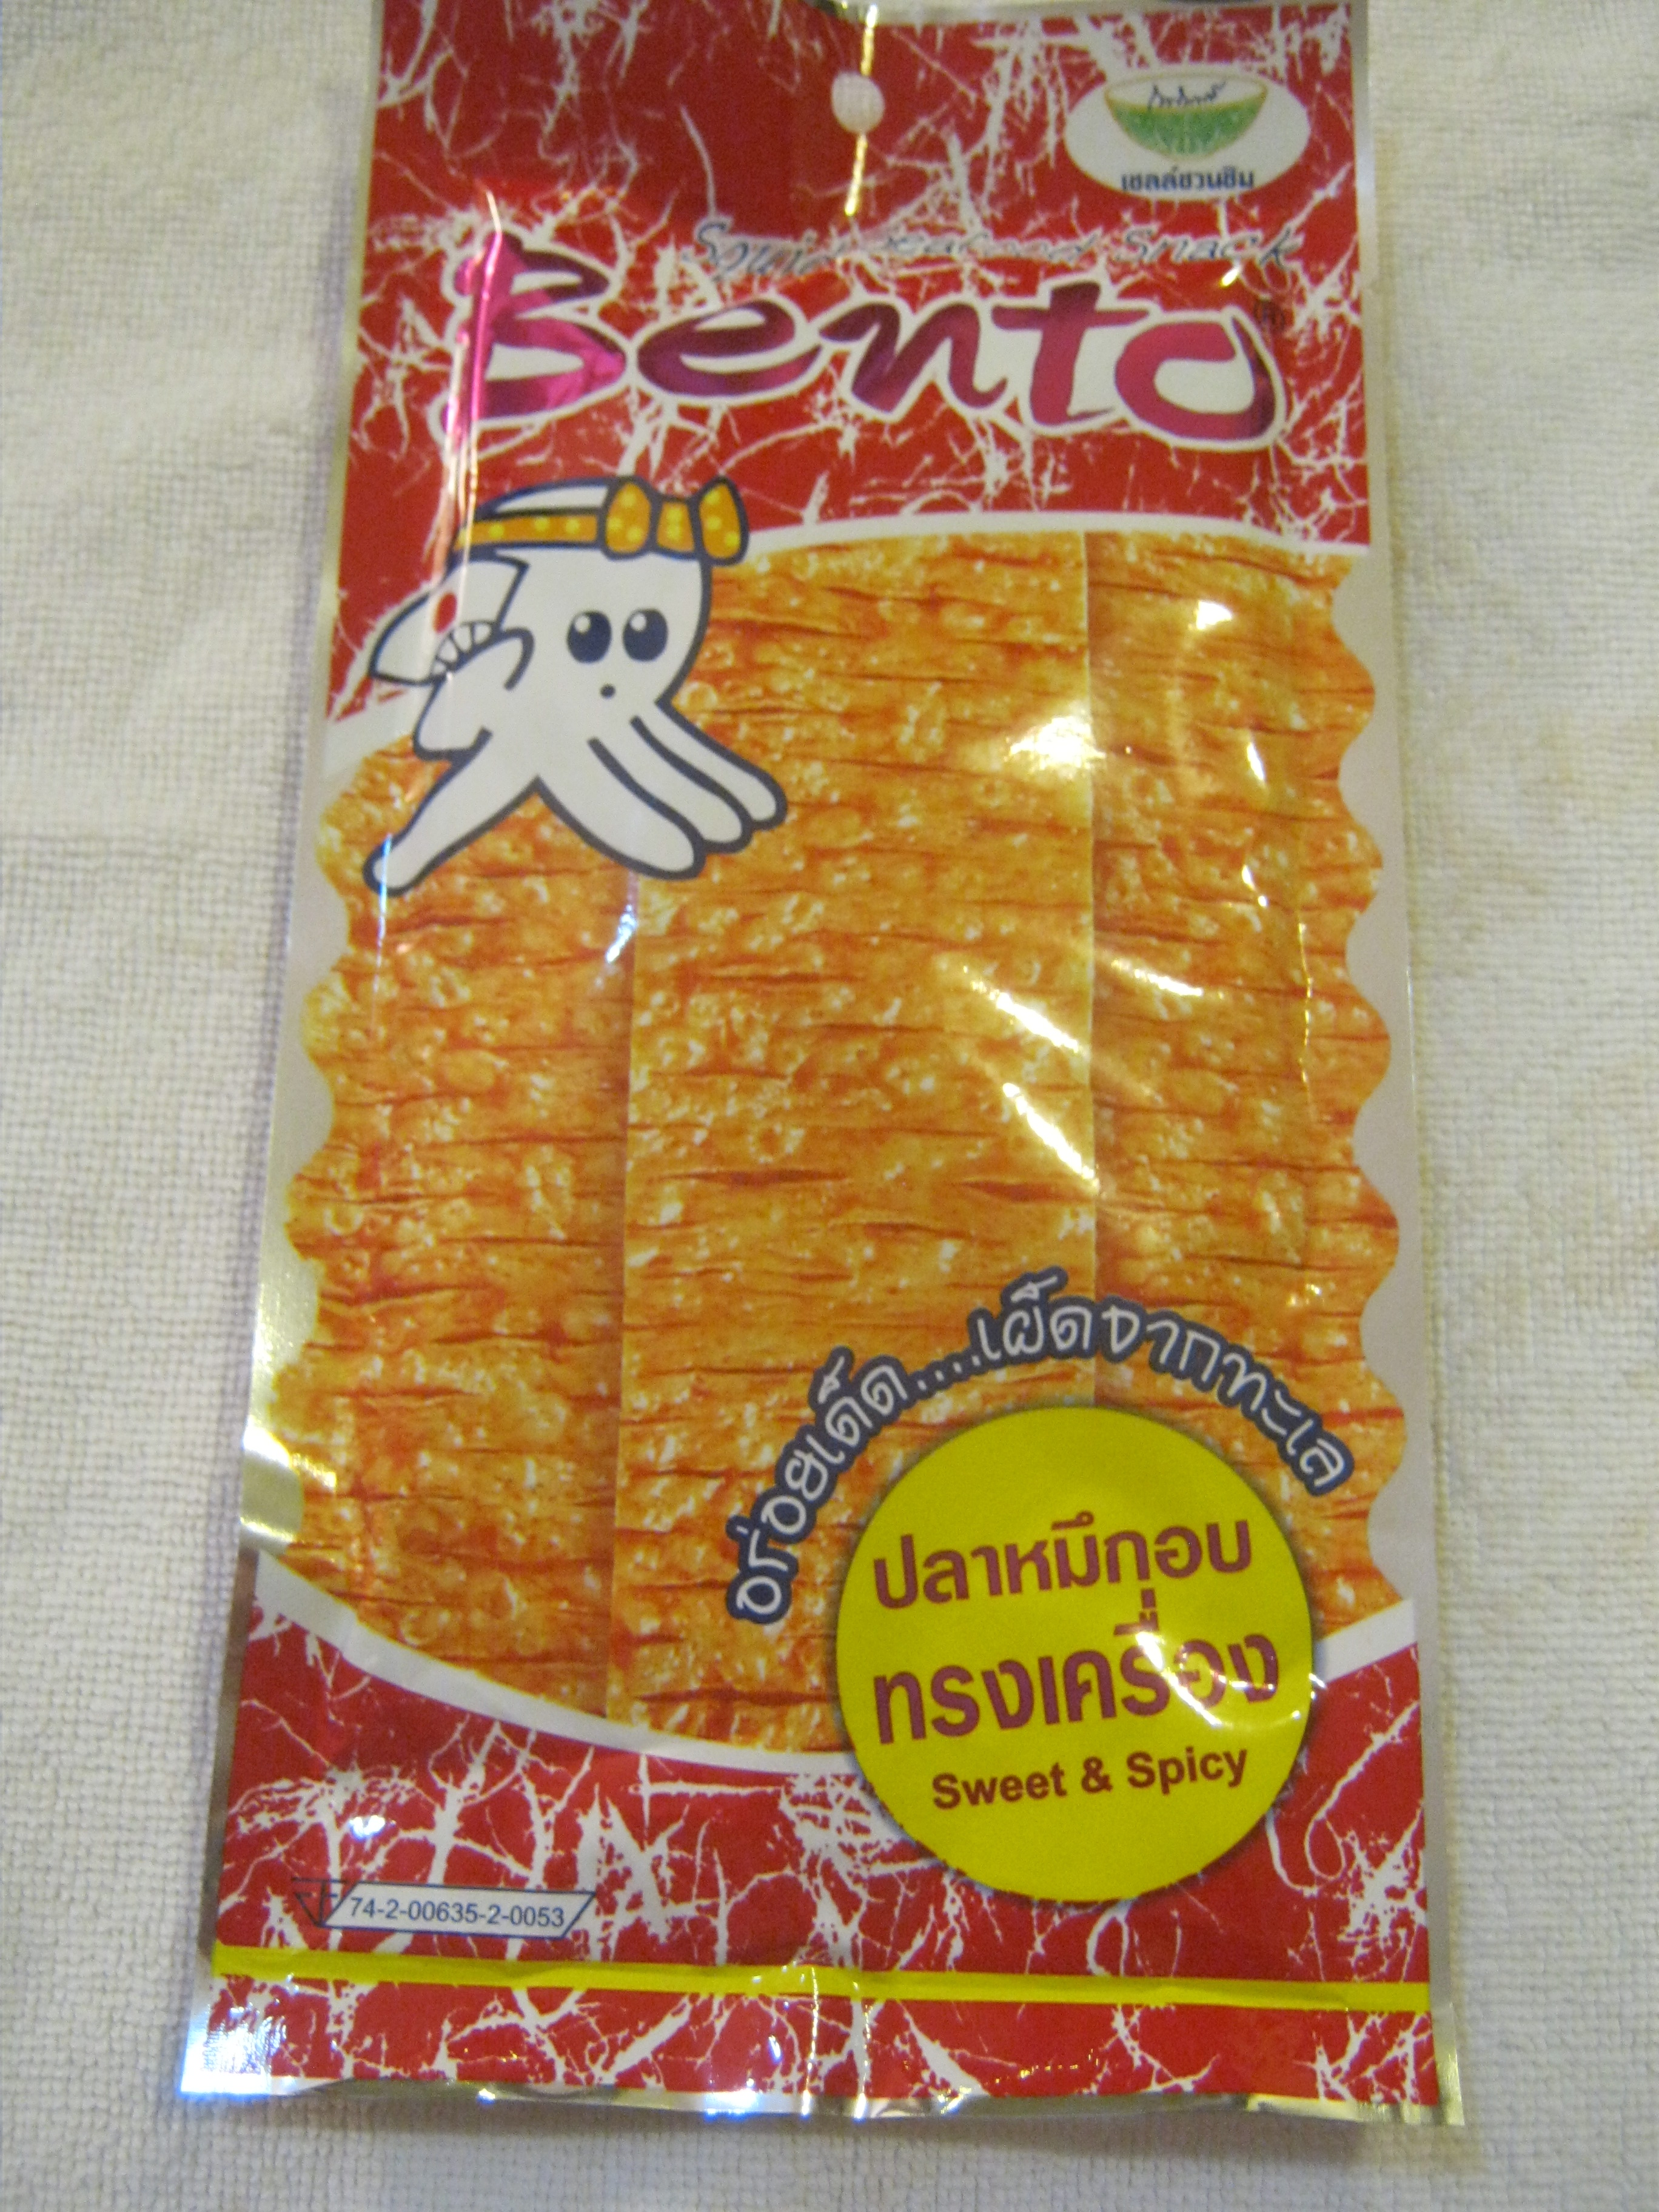 เชลล์ชวนชิม
Squid Seafood Snack
Bento®
อร่อยเด็ด....เผ็ดจากทะเล
ปลาหมึกอบ
ทรงเครื่อง
Sweet & Spicy
74-2-00635-2-0053